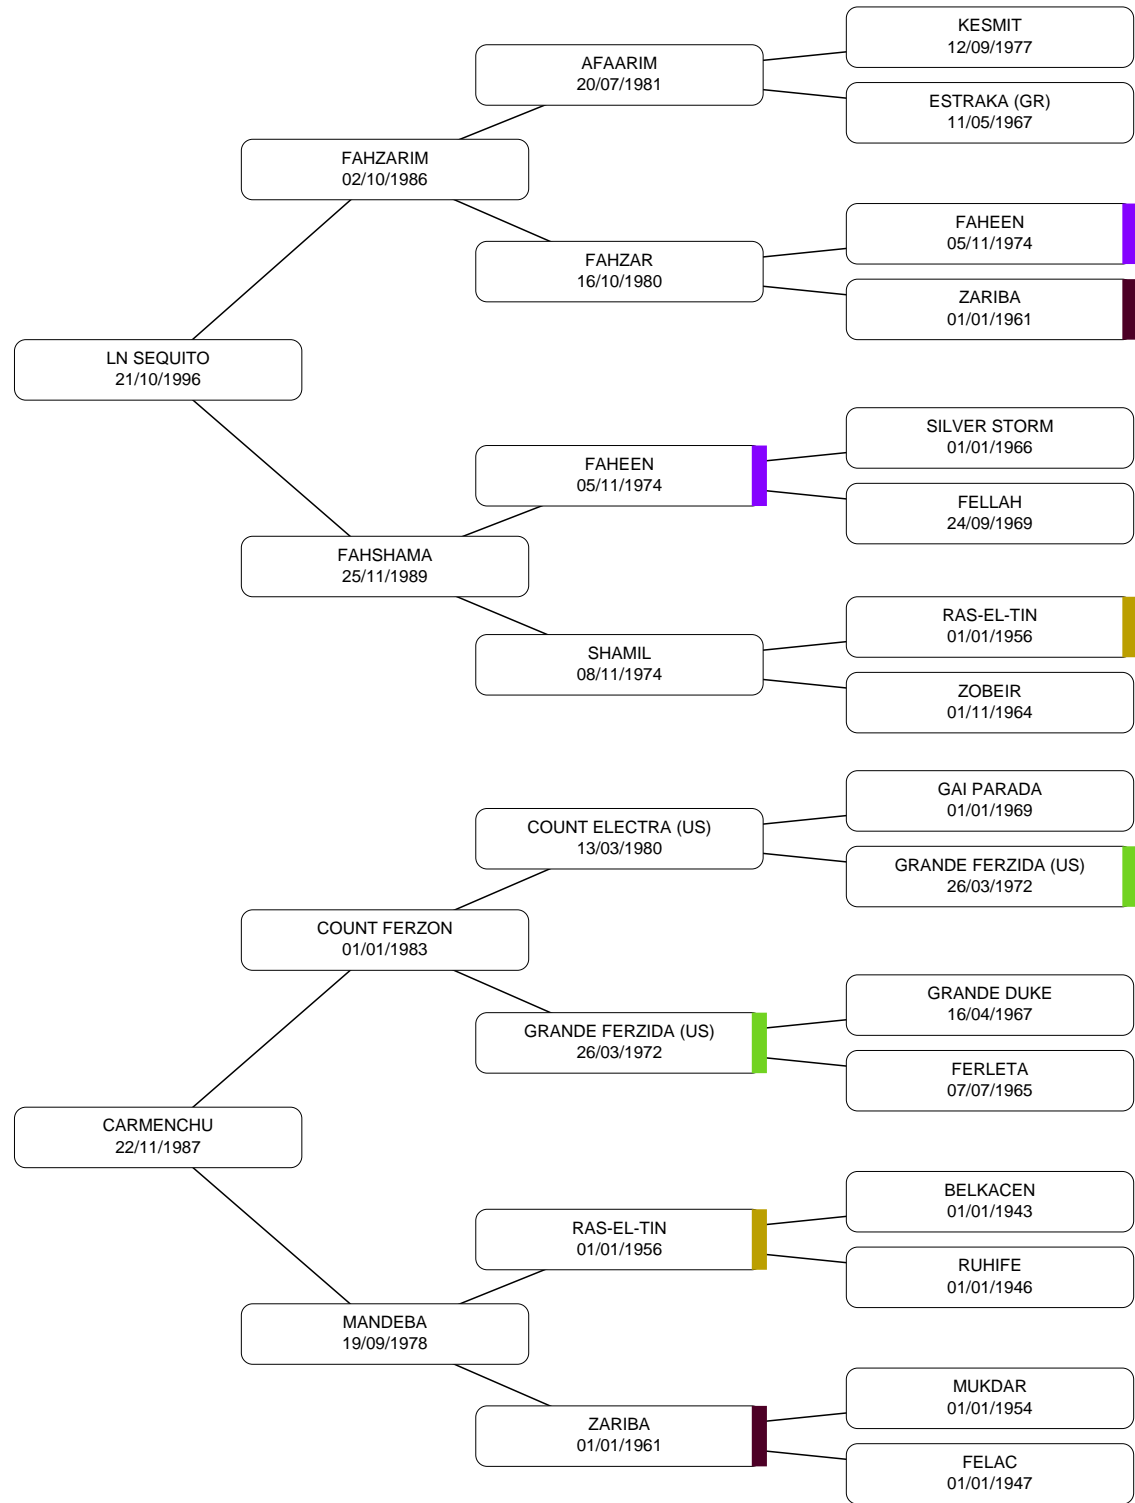 KESMIT
12/09/1977
AFAARIM
20/07/1981
ESTRAKA (GR)
11/05/1967
FAHZARIM
02/10/1986
FAHEEN
05/11/1974
FAHZAR
16/10/1980
ZARIBA
01/01/1961
LN SEQUITO
21/10/1996
SILVER STORM
01/01/1966
FAHEEN
05/11/1974
FELLAH
24/09/1969
FAHSHAMA
25/11/1989
RAS-EL-TIN
01/01/1956
SHAMIL
08/11/1974
ZOBEIR
01/11/1964
GAI PARADA
01/01/1969
COUNT ELECTRA (US)
13/03/1980
GRANDE FERZIDA (US)
26/03/1972
COUNT FERZON
01/01/1983
GRANDE DUKE
16/04/1967
GRANDE FERZIDA (US)
26/03/1972
FERLETA
07/07/1965
CARMENCHU
22/11/1987
BELKACEN
01/01/1943
RAS-EL-TIN
01/01/1956
RUHIFE
01/01/1946
MANDEBA
19/09/1978
MUKDAR
01/01/1954
ZARIBA
01/01/1961
FELAC
01/01/1947